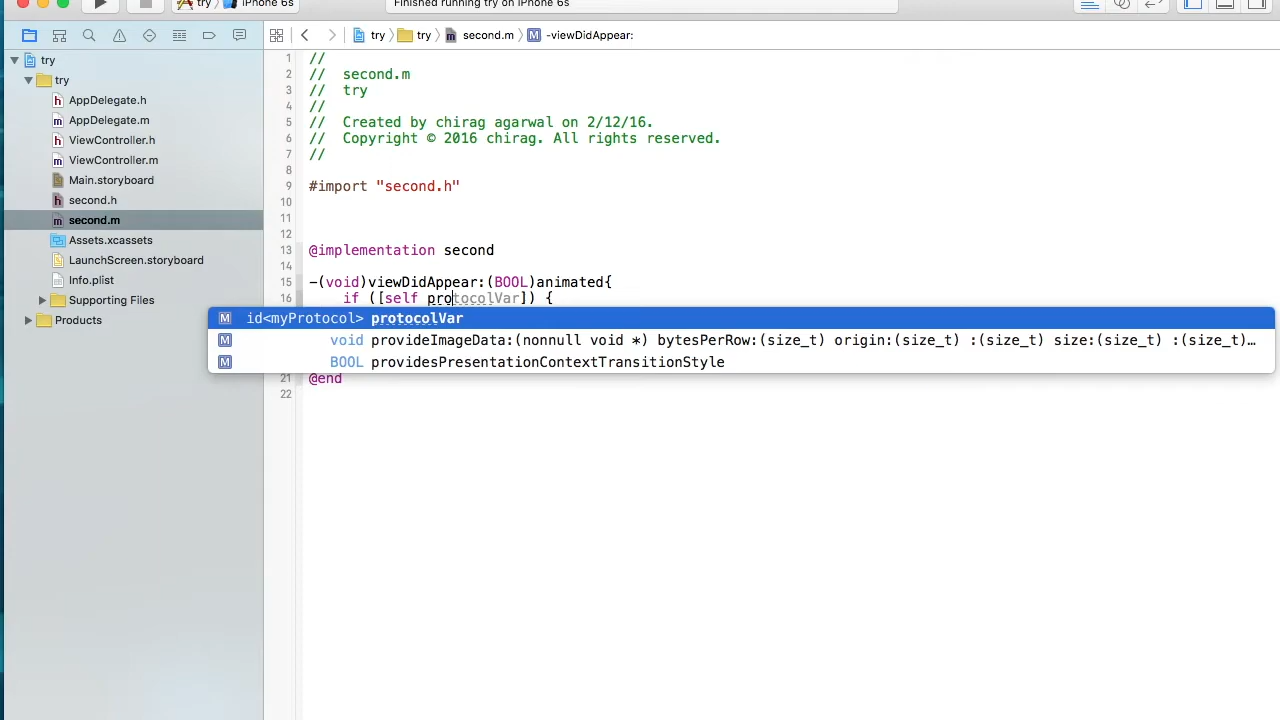 try
iPhone 6s
Finished running try on iPhone 6s
try
try
second.m
-viewDidAppear:
try
try
h AppDelegate.h
m AppDelegate.m
h ViewController.h
m ViewController.m
Main.storyboard
h second.h
m second.m
Assets.xcassets
LaunchScreen.storyboard
Info.plist
Supporting Files
Products
1 //
2 // second.m
3 // try
4 //
5 // Created by chirag agarwal on 2/12/16.
6 // Copyright © 2016 chirag. All rights reserved.
7 //
8
9 #import "second.h"
10
11
12
13 @implementation second
14
15 -(void)viewDidAppear:(BOOL)animated{
16 if ([self protocolVar]) {
M id<myProtocol> protocolVar
M void provideImageData:(nonnull void *) bytesPerRow:(size_t) origin:(size_t) :(size_t) size:(size_t) :(size_t)…
M BOOL providesPresentationContextTransitionStyle
21 @end
22